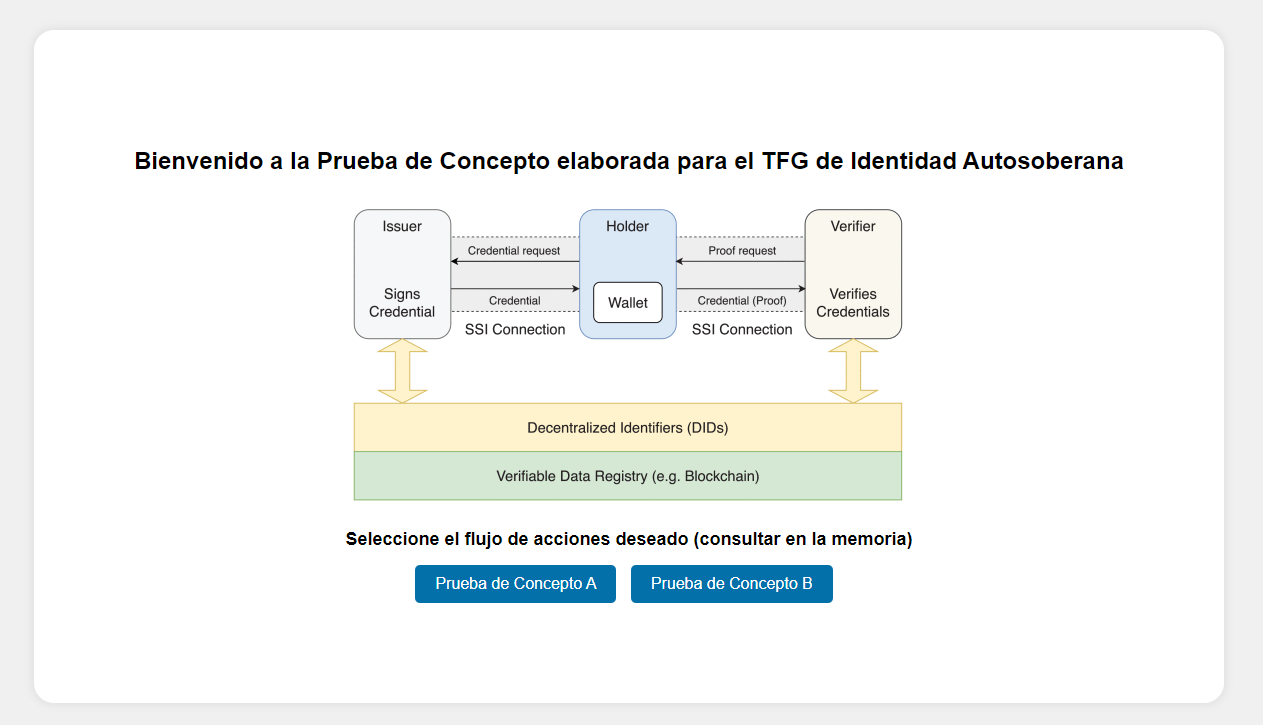 Bienvenido a la Prueba de Concepto elaborada para el TFG de Identidad Autosoberana
Issuer
Holder
Verifier
Credential request
Proof request
Signs
Credential
Credential
Wallet
Credential (Proof)
Verifies
Credentials
SSI Connection
SSI Connection
Decentralized Identifiers (DIDs)
Verifiable Data Registry (e.g. Blockchain)
Seleccione el flujo de acciones deseado (consultar en la memoria)
Prueba de Concepto A
Prueba de Concepto B